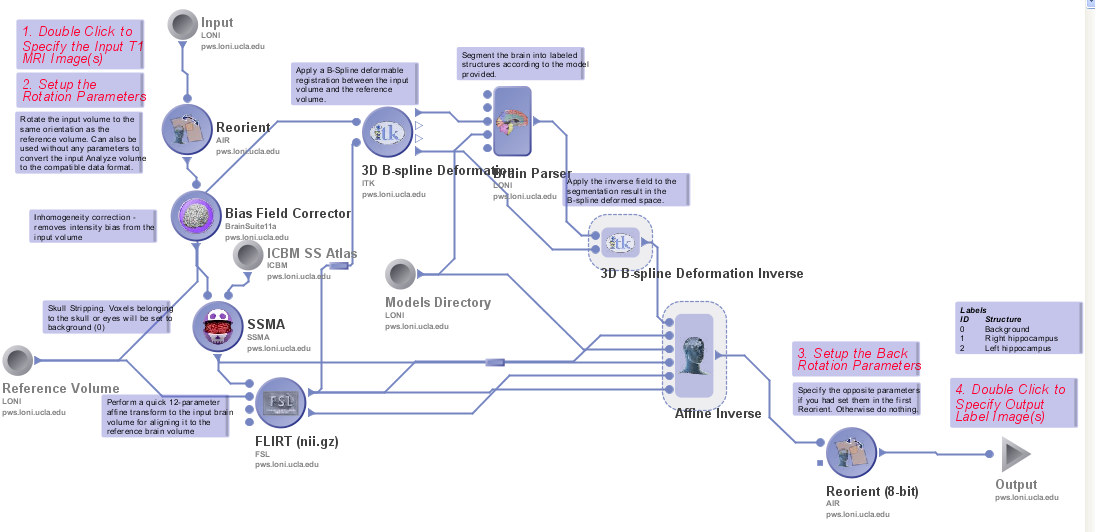 1. Double Click to
Specify the Input T1
MRI Image(s)
2. Setup the
Rotation Parameters
Rotate the input volume to the
same orientation as the
reference volume. Can also be
used without any parameters to
convert the input Analyze volume
to the compatible data format.
Input
LONI
pws.loni.ucla.edu
Reorient
AIR
pws.loni.ucla.edu
Apply a B-Spline deformable
registration between the input
volume and the reference
volume.
itk
3D B-spline Deformation
ITK
pws.loni.ucla.edu
Segment the brain into labeled
structures according to the model
provided.
Brain Parser
LONI
pws.loni.ucla.edu
Apply the inverse field to the
segmentation result in the
B-spline deformed space.
itk
3D B-spline Deformation Inverse
Inhomogeneity correction -
removes intensity bias from the
input volume
Bias Field Corrector
BrainSuite11a
pws.loni.ucla.edu
ICBM SS Atlas
ICBM
pws.loni.ucla.edu
Models Directory
LONI
pws.loni.ucla.edu
Skull Stripping. Voxels belonging
to the skull or eyes will be set to
background (0)
SSMA
SSMA
pws.loni.ucla.edu
Reference Volume
LONI
pws.loni.ucla.edu
Perform a quick 12-parameter
affine transform to the input brain
volume for aligning it to the
reference brain volume
FSL
FLIRT (nii.gz)
FSL
pws.loni.ucla.edu
Affine Inverse
Labels
ID Structure
0 Background
1 Right hippocampus
2 Left hippocampus
3. Setup the Back
Rotation Parameters
Specify the opposite parameters
if you had set them in the first
Reorient. Otherwise do nothing.
4. Double Click to
Specify Output
Label Image(s)
Reorient (8-bit)
AIR
pws.loni.ucla.edu
Output
pws.loni.ucla.edu